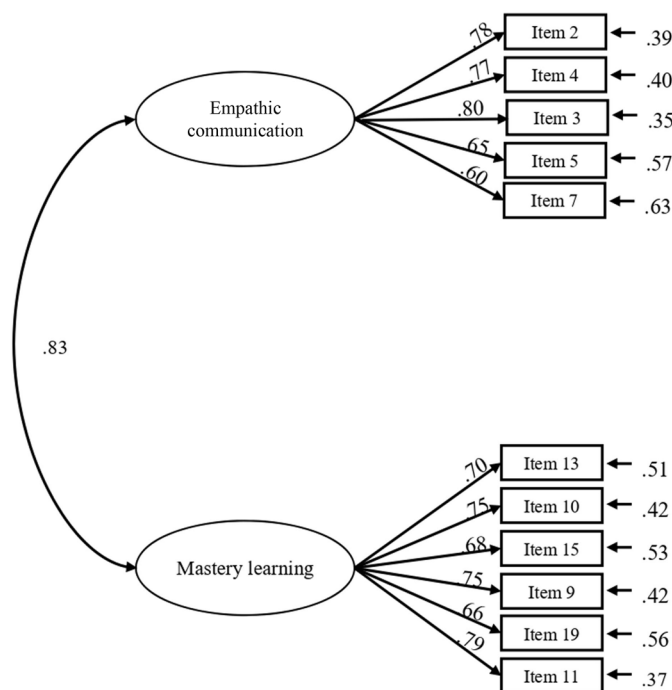 .78
Item 2
.39
.77
Item 4
.40
Empathic
communication
.80
Item 3
.35
.65
Item 5
.57
.60
Item 7
.63
.83
.70
Item 13
.51
.75
Item 10
.42
.68
Item 15
.53
Mastery learning
.75
Item 9
.42
.66
Item 19
.56
.79
Item 11
.37